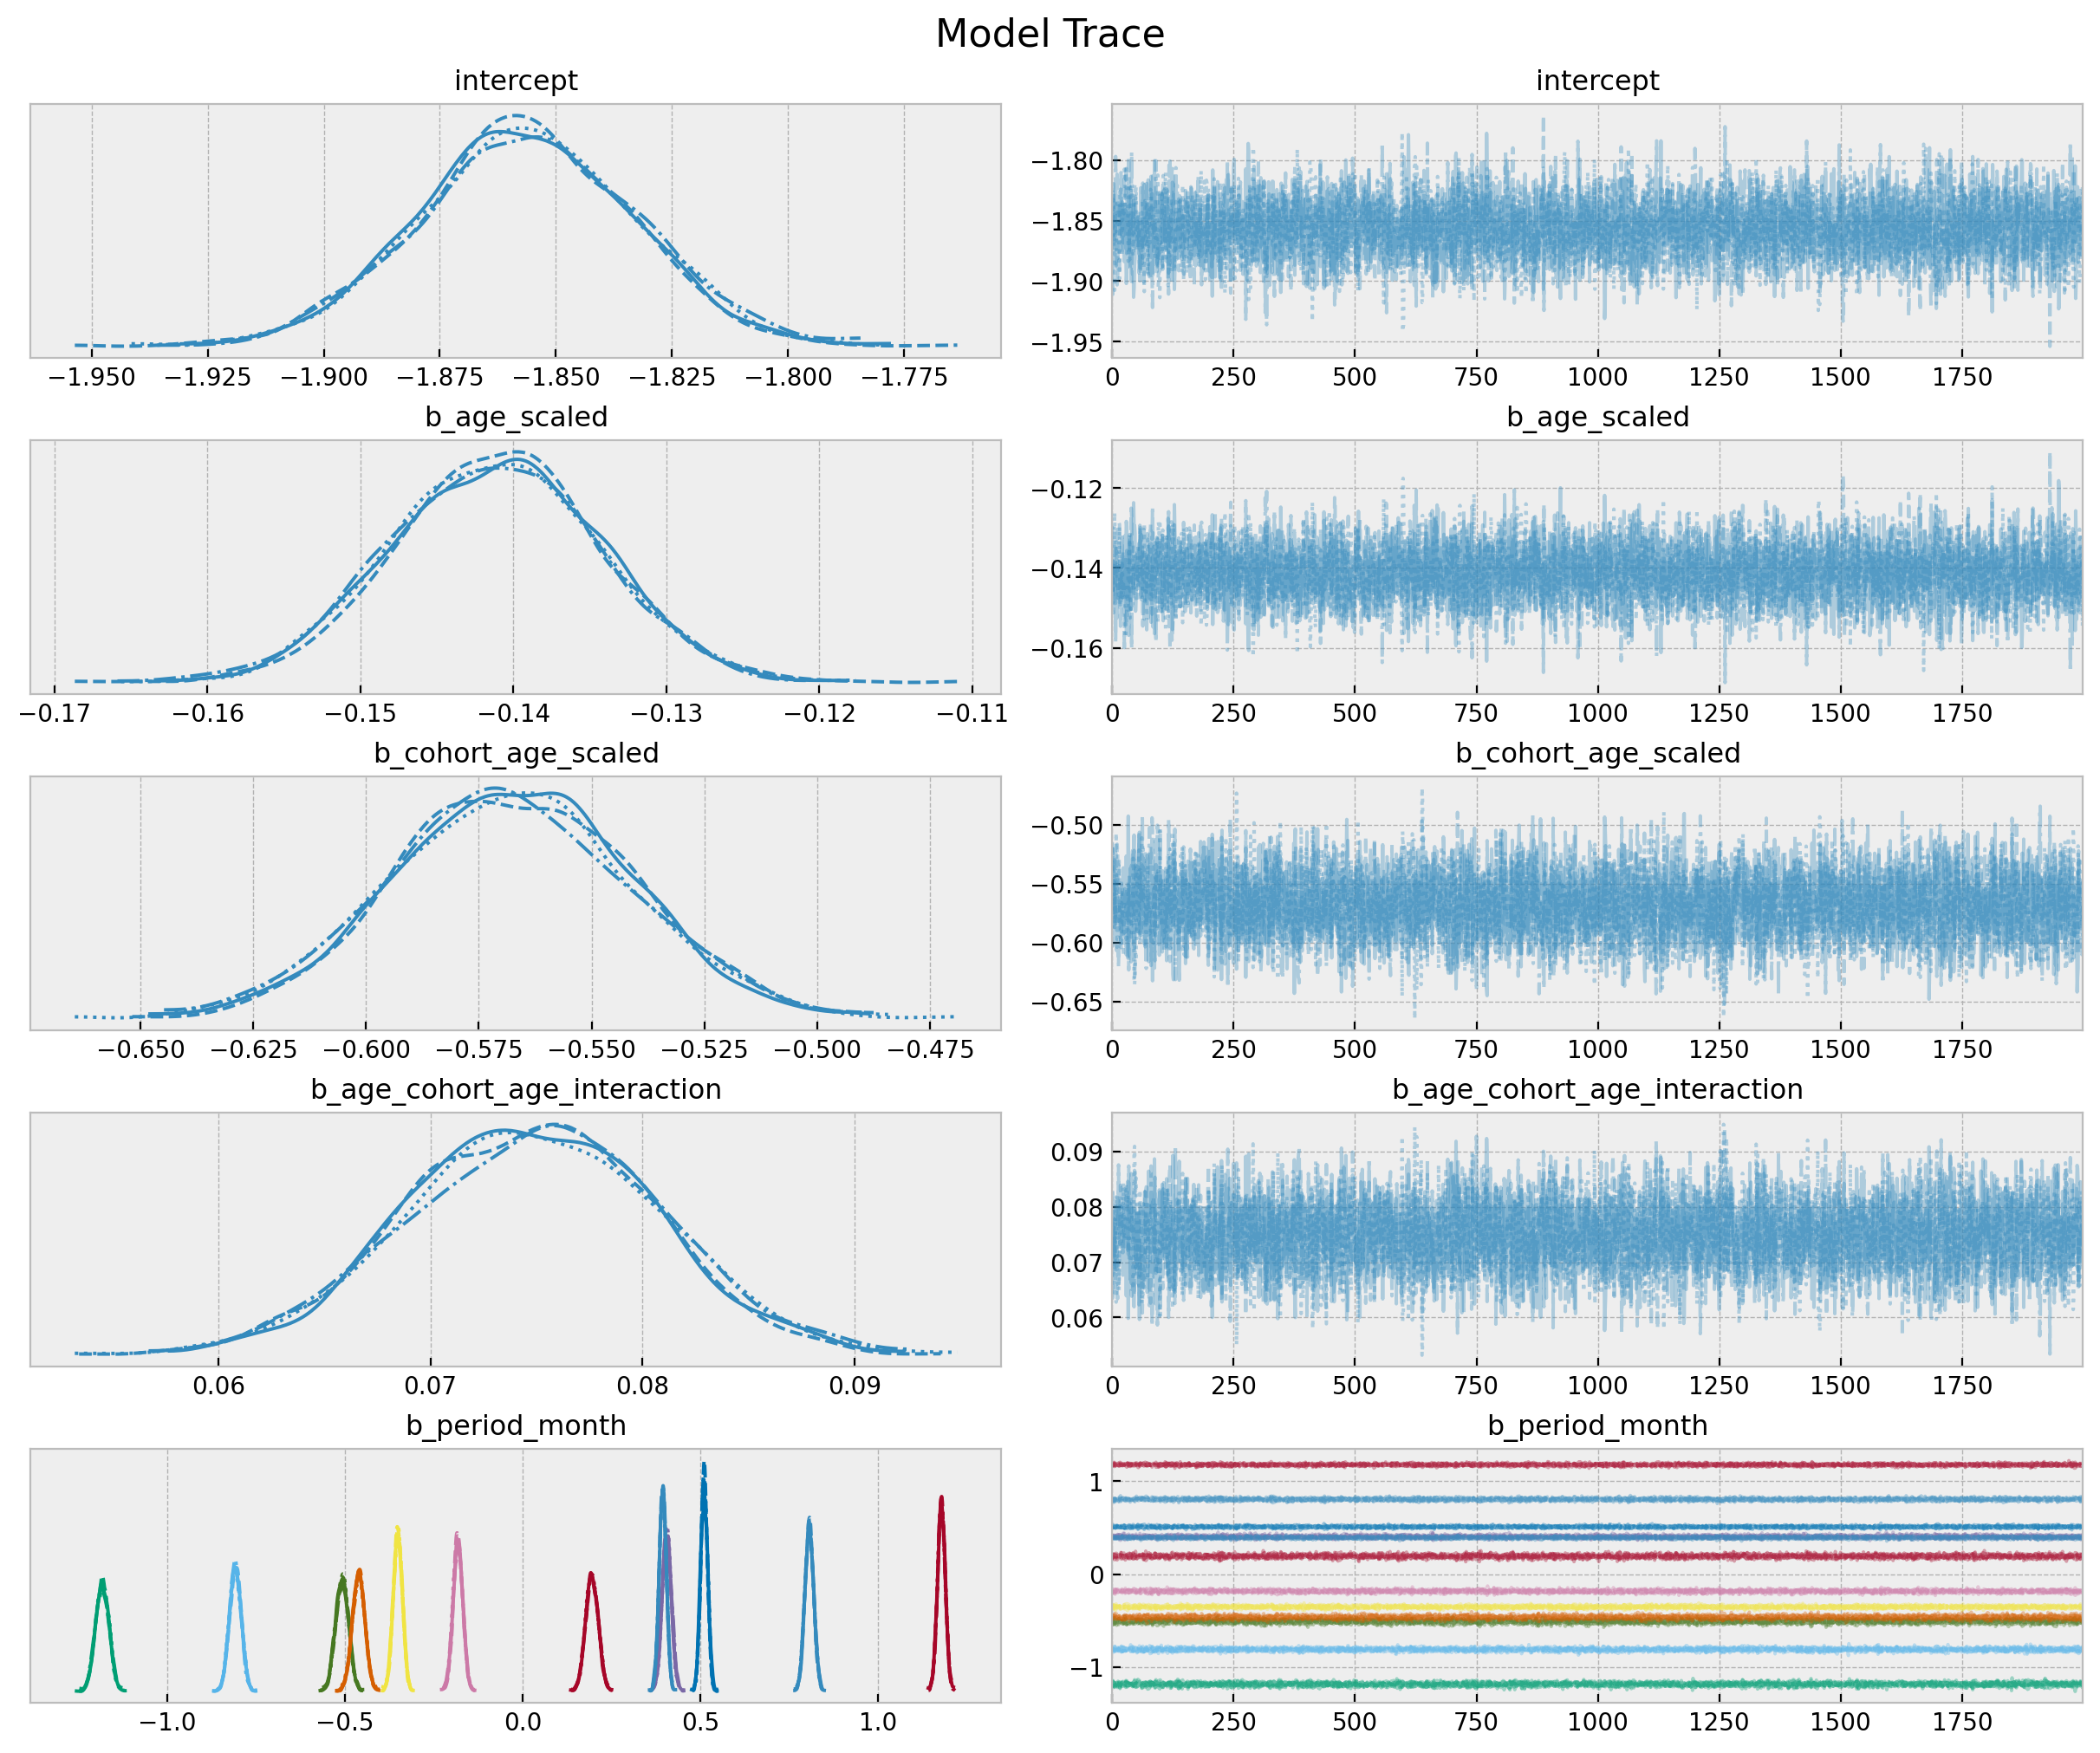 Model Trace
intercept
intercept
−1.80
−1.85
−1.90
−1.95
−1.950 −1.925 −1.900 −1.875 −1.850 −1.825 −1.800 −1.775
0 250 500 750 1000 1250 1500 1750
b_age_scaled
b_age_scaled
−0.12
−0.14
−0.16
−0.17 −0.16 −0.15 −0.14 −0.13 −0.12 −0.11
0 250 500 750 1000 1250 1500 1750
b_cohort_age_scaled
b_cohort_age_scaled
−0.50
−0.55
−0.60
−0.65
−0.650 −0.625 −0.600 −0.575 −0.550 −0.525 −0.500 −0.475
0 250 500 750 1000 1250 1500 1750
b_age_cohort_age_interaction
b_age_cohort_age_interaction
0.09
0.08
0.07
0.06
0.06 0.07 0.08 0.09
0 250 500 750 1000 1250 1500 1750
b_period_month
b_period_month
1
0
−1
−1.0 −0.5 0.0 0.5 1.0
0 250 500 750 1000 1250 1500 1750